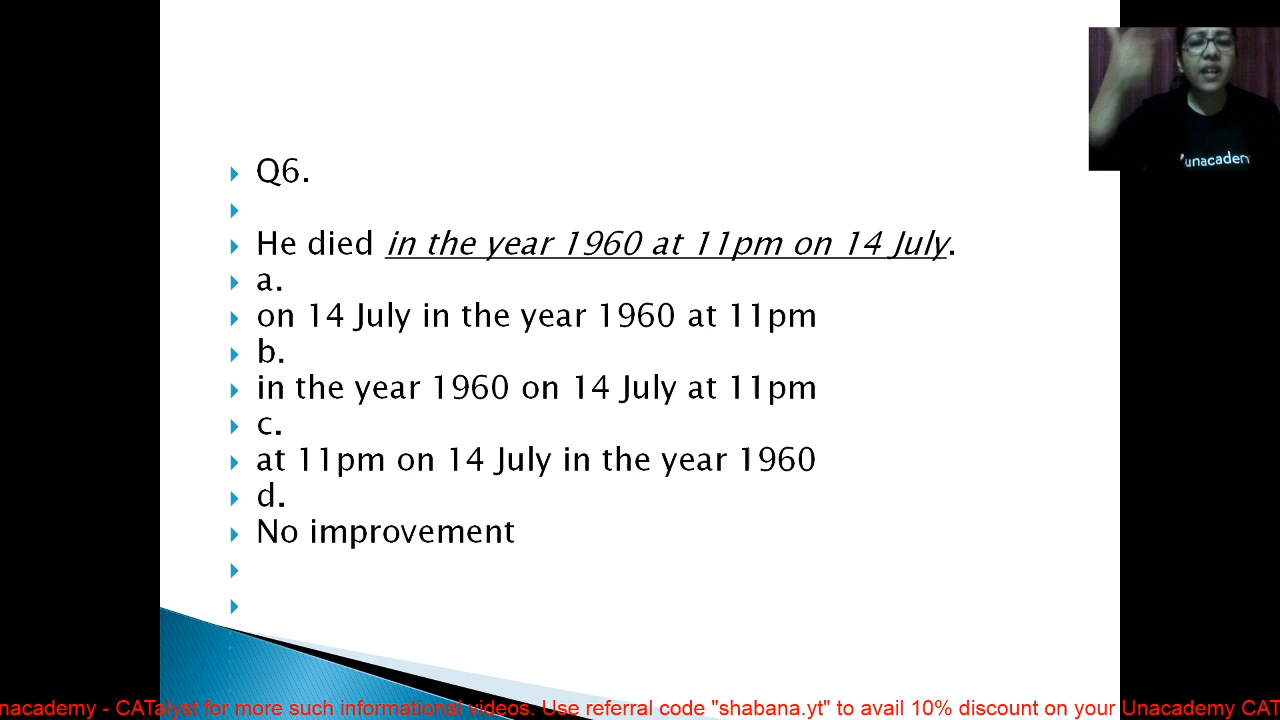 Q6.
He died in the year 1960 at 11pm on 14 July.
a.
on 14 July in the year 1960 at 11pm
b.
in the year 1960 on 14 July at 11pm
c.
at 11pm on 14 July in the year 1960
d.
No improvement
unacadem
nacademy - CATalyst for more such informational videos. Use referral code "shabana.yt" to avail 10% discount on your Unacademy CAT